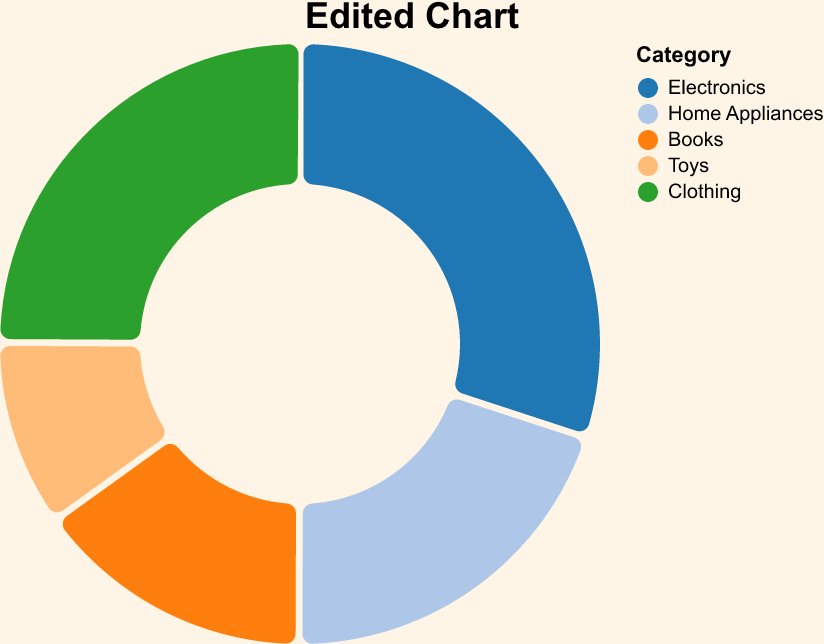 Edited Chart
Category
Electronics
Home Appliances
Books
Toys
Clothing